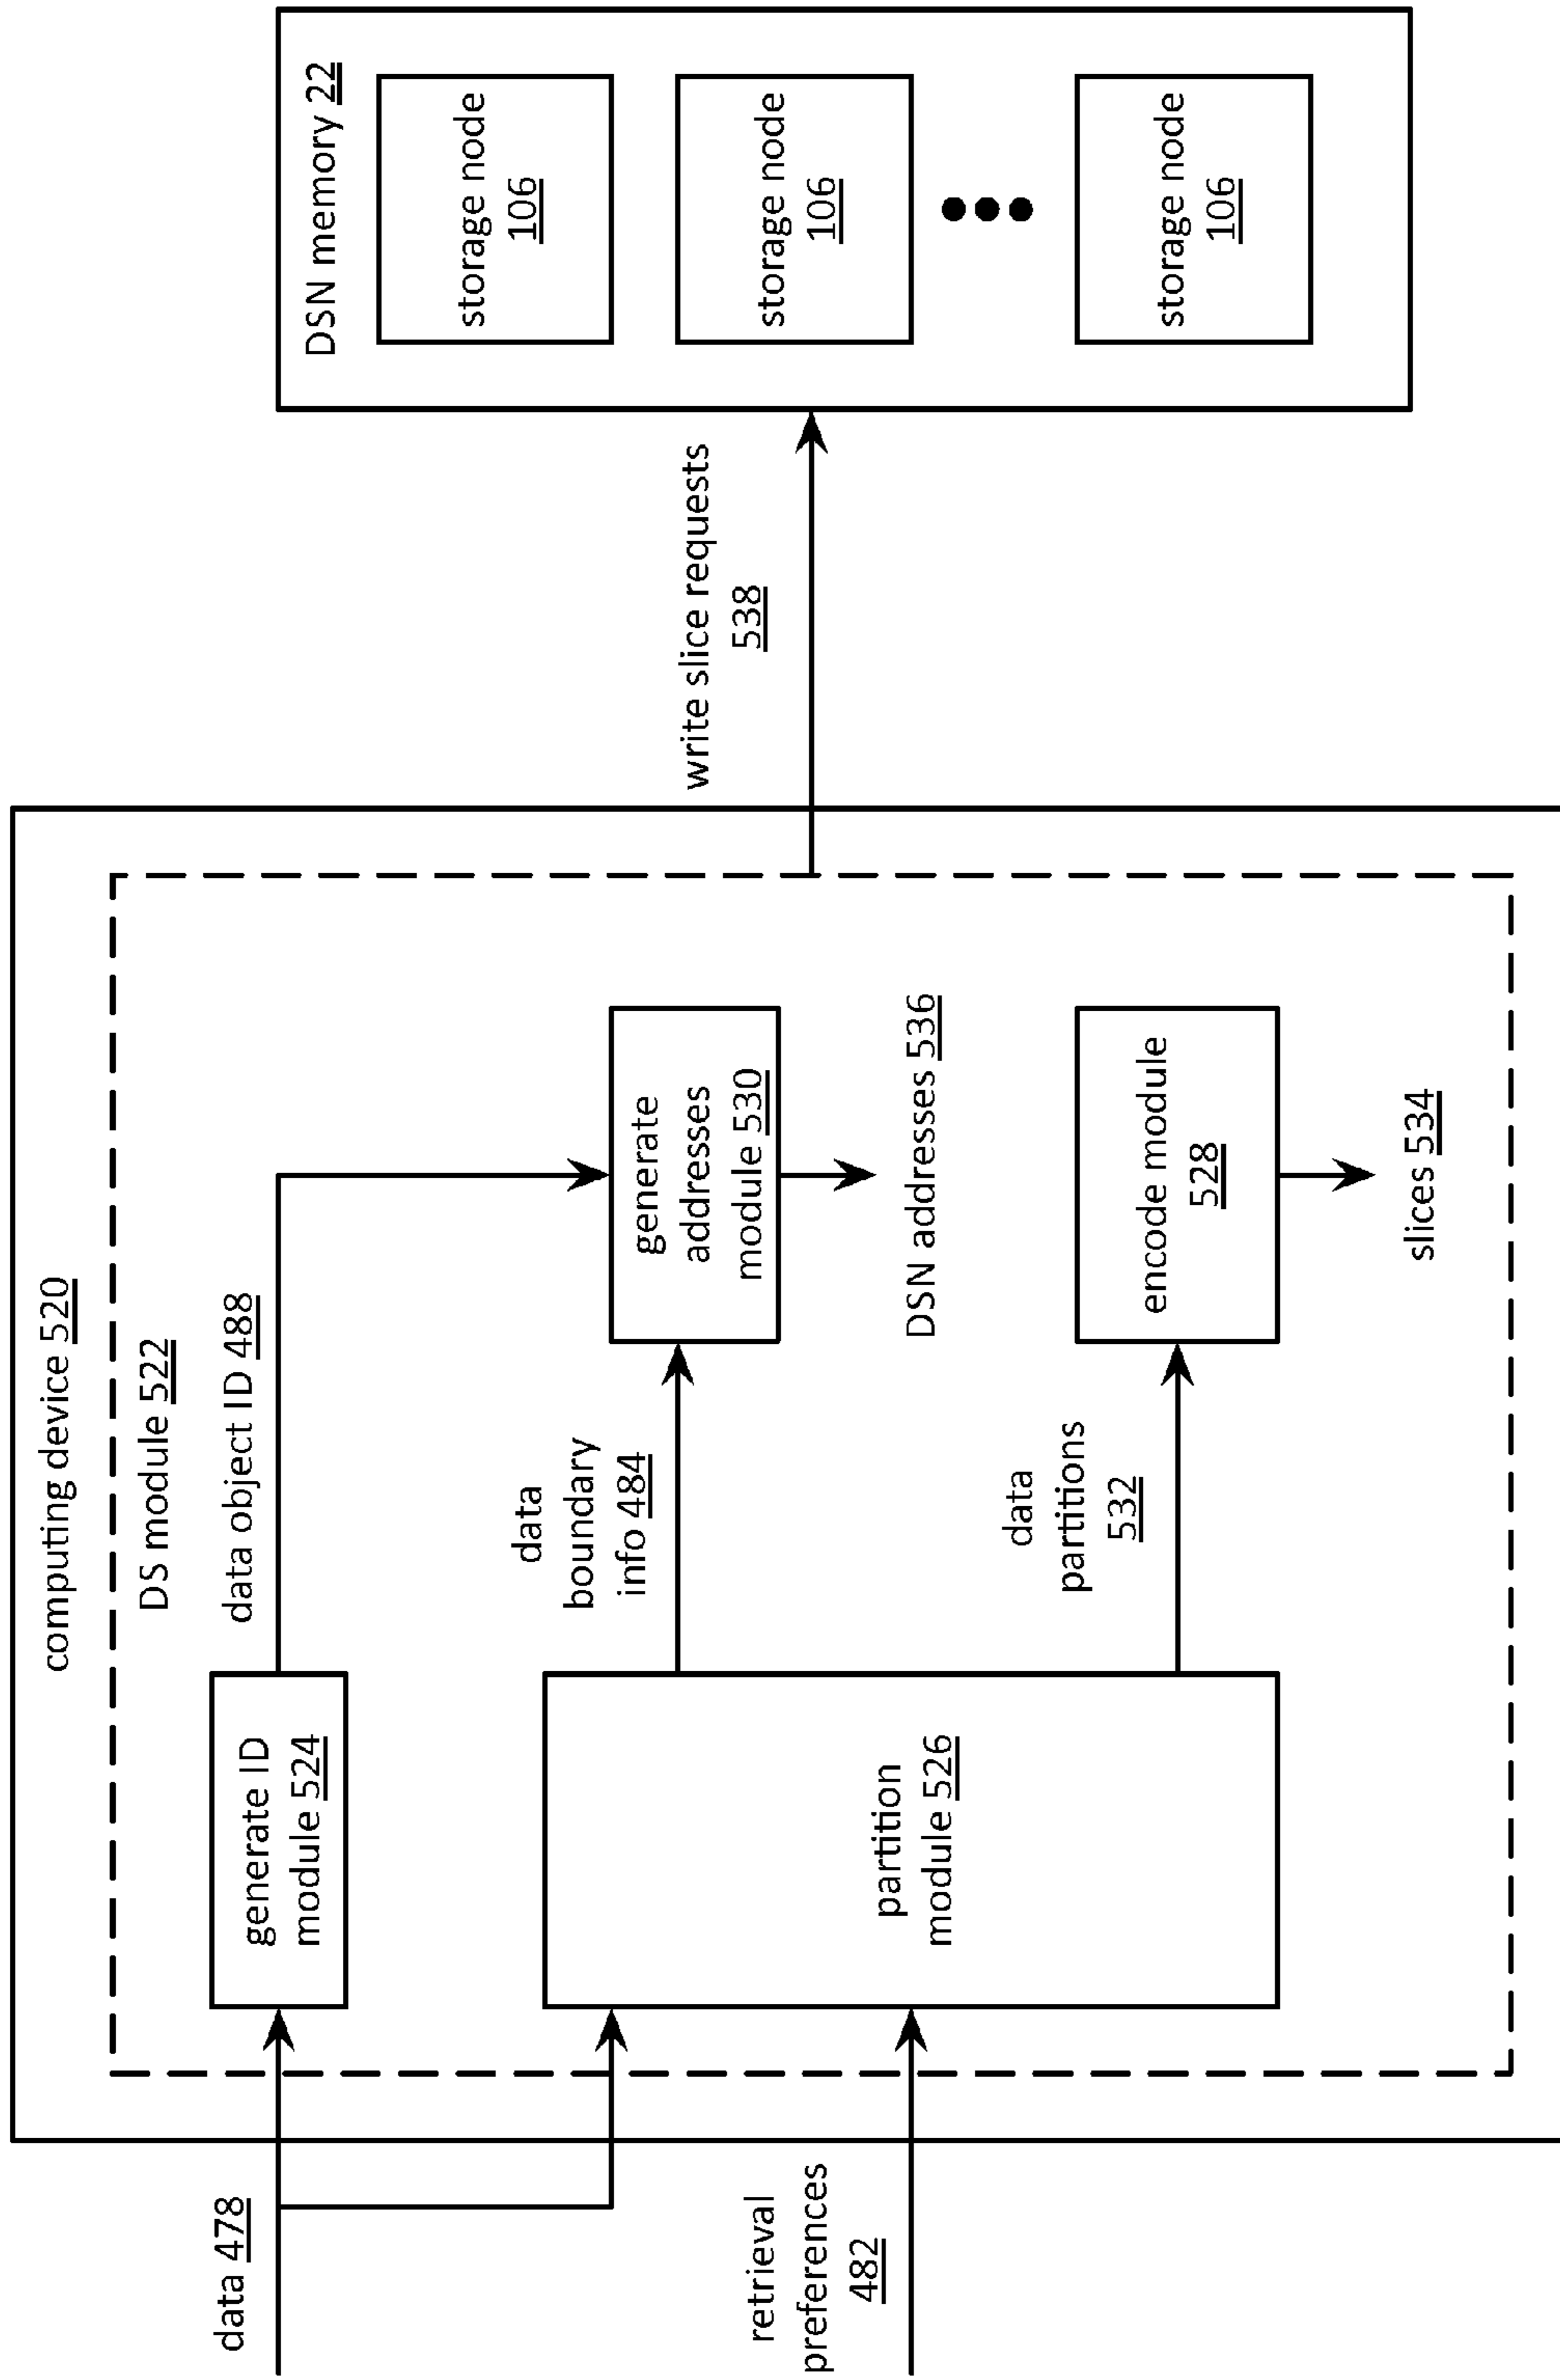 computing device 520
DS module 522
data 478
generate ID
module 524
data object ID 488
retrieval
preferences
482
partition
module 526
data
boundary
info 484
data
partitions
532
generate
addresses
module 530
DSN addresses 536
encode module
528
slices 534
write slice requests
538
DSN memory 22
storage node
106
storage node
106
storage node
106